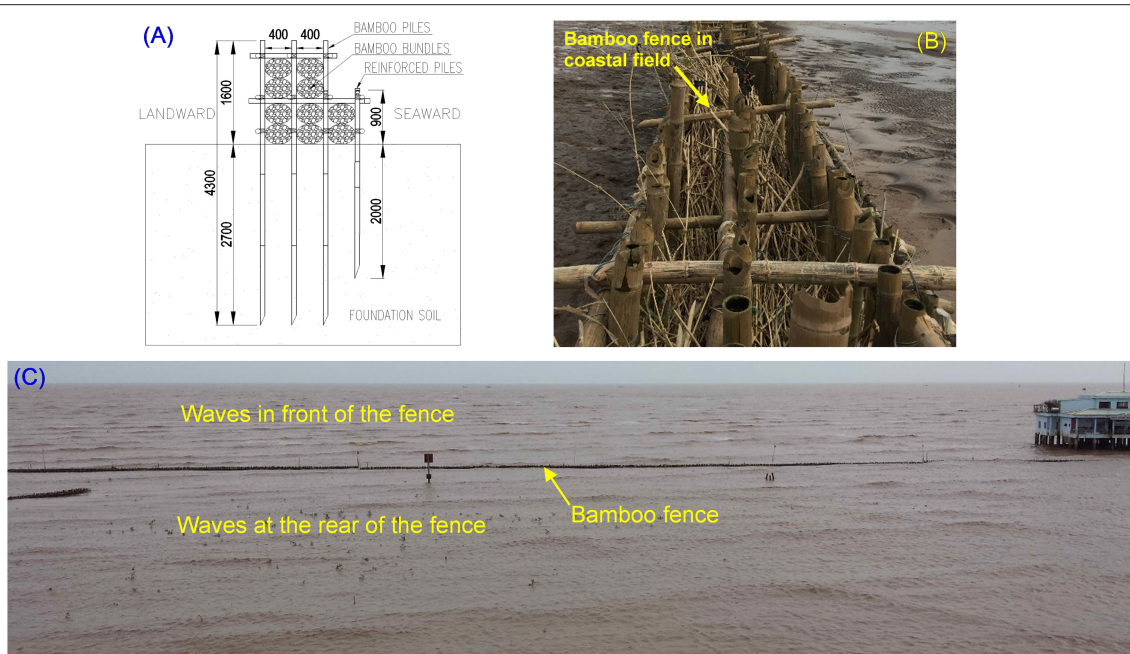 (A)
400 400
BAMBOO PILES
BAMBOO BUNDLES
REINFORCED PILES
LANDWARD
SEAWARD
1600
900
4300
2700
2000
FOUNDATION SOIL
(B)
Bamboo fence in
coastal field
(C)
Waves in front of the fence
Bamboo fence
Waves at the rear of the fence